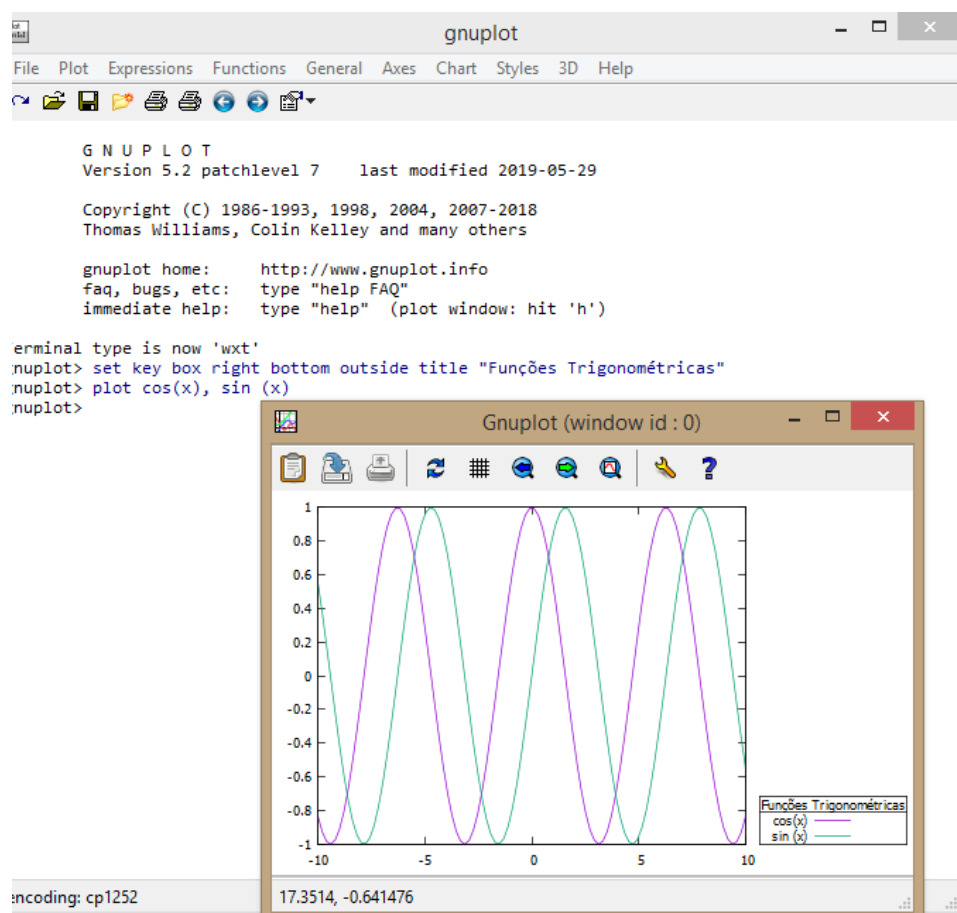 gnuplot
File Plot Expressions Functions General Axes Chart Styles 3D Help
G N U P L O T
Version 5.2 patchlevel 7 last modified 2019-05-29
Copyright (C) 1986-1993, 1998, 2004, 2007-2018
Thomas Williams, Colin Kelley and many others
gnuplot home: http://www.gnuplot.info
faq, bugs, etc: type "help FAQ"
immediate help: type "help" (plot window: hit 'h')
erminal type is now 'wxt'
gnuplot> set key box right bottom outside title "Funções Trigonométricas"
gnuplot> plot cos(x), sin (x)
gnuplot>
Gnuplot (window id : 0)
1
0.8
0.6
0.4
0.2
0
-0.2
-0.4
-0.6
-0.8
-1
-10 -5 0 5 10
Funções Trigonométricas
cos(x)
sin (x)
encoding: cp1252
17.3514, -0.641476